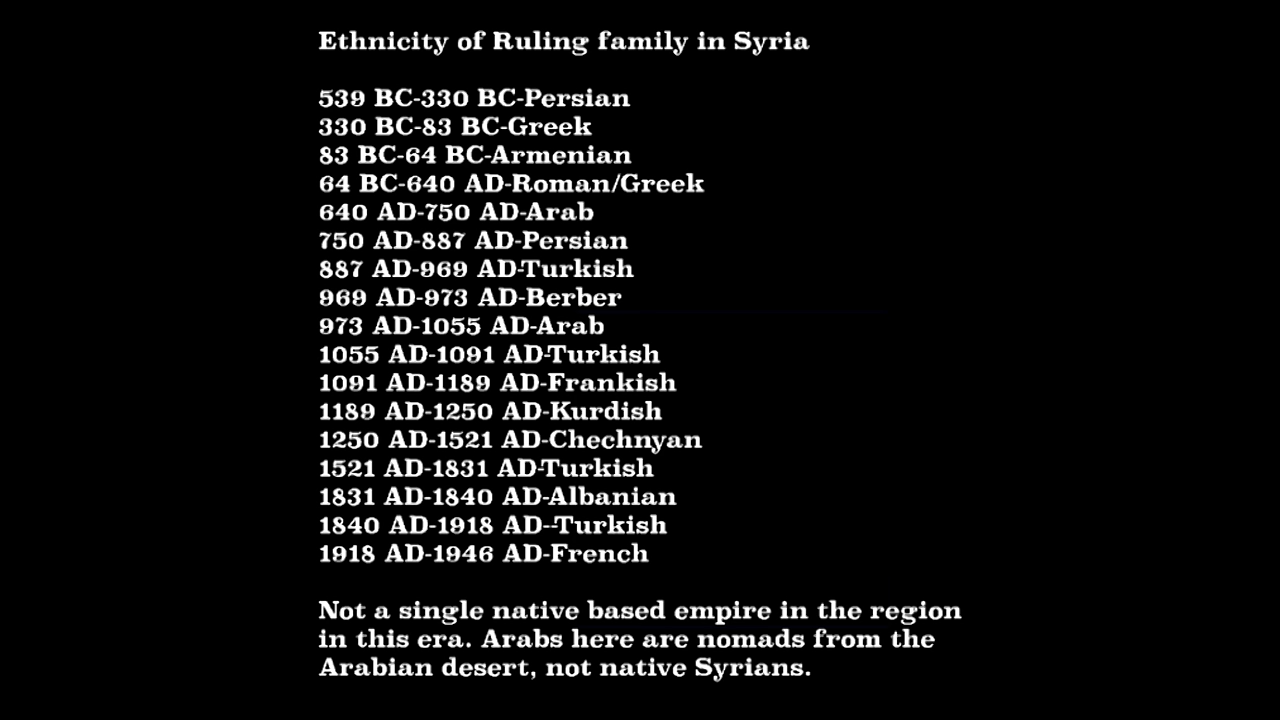 Ethnicity of Ruling family in Syria
539 BC-330 BC-Persian
330 BC-83 BC-Greek
83 BC-64 BC-Armenian
64 BC-640 AD-Roman/Greek
640 AD-750 AD-Arab
750 AD-887 AD-Persian
887 AD-969 AD-Turkish
969 AD-973 AD-Berber
973 AD-1055 AD-Arab
1055 AD-1091 AD-Turkish
1091 AD-1189 AD-Frankish
1189 AD-1250 AD-Kurdish
1250 AD-1521 AD-Chechnyan
1521 AD-1831 AD-Turkish
1831 AD-1840 AD-Albanian
1840 AD-1918 AD--Turkish
1918 AD-1946 AD-French
Not a single native based empire in the region
in this era. Arabs here are nomads from the
Arabian desert, not native Syrians.